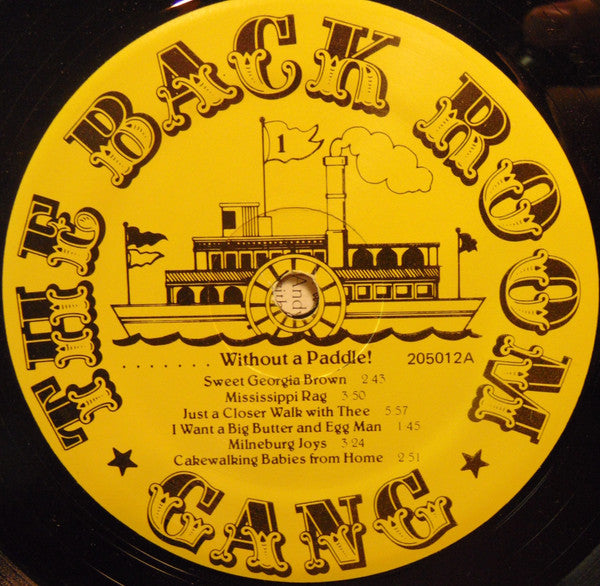 THE BACK ROOM
GANG
1
. . . . . . . Without a Paddle! 205012A
Sweet Georgia Brown 2 43
Mississippi Rag 3 50
Just a Closer Walk with Thee 5 57
I Want a Big Butter and Egg Man 1 45
Milneburg Joys 3 24
Cakewalking Babies from Home 2 51